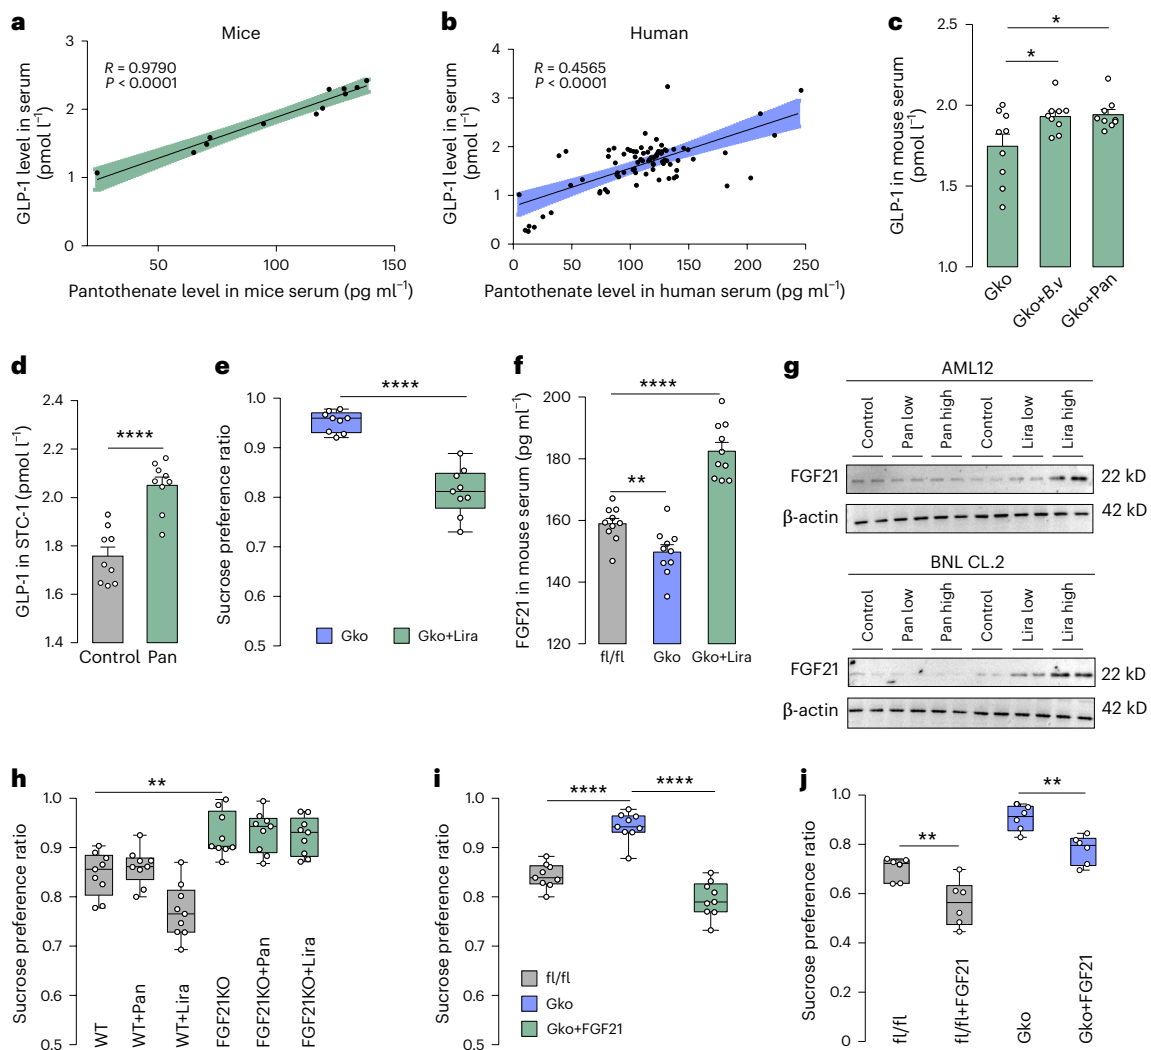 a
Mice
R = 0.9790
P < 0.0001
3
2
1
0
50
100
150
GLP-1 level in serum
(pmol l⁻¹)
Pantothenate level in mice serum (pg ml⁻¹)
b
Human
R = 0.4565
P < 0.0001
4
3
2
1
0
0
50
100
150
200
250
GLP-1 level in serum
(pmol l⁻¹)
Pantothenate level in human serum (pg ml⁻¹)
c
*
*
2.5
2.0
1.5
1.0
GLP-1 in mouse serum
(pmol l⁻¹)
Gko
Gko+B.v
Gko+Pan
d
****
2.4
2.2
2.0
1.8
1.6
1.4
GLP-1 in STC-1 (pmol l⁻¹)
Control
Pan
e
****
1.0
0.9
0.8
0.7
0.6
0.5
Sucrose preference ratio
Gko
Gko+Lira
f
****
**
200
180
160
140
120
FGF21 in mouse serum (pg ml⁻¹)
fl/fl
Gko
Gko+Lira
g
AML12
Control
Pan low
Pan high
Control
Lira low
Lira high
FGF21
22 kD
β-actin
42 kD
BNL CL.2
Control
Pan low
Pan high
Control
Lira low
Lira high
FGF21
22 kD
β-actin
42 kD
h
**
1.0
0.9
0.8
0.7
0.6
0.5
Sucrose preference ratio
WT
WT+Pan
WT+Lira
FGF21KO
FGF21KO+Pan
FGF21KO+Lira
i
****
****
1.0
0.9
0.8
0.7
0.6
0.5
Sucrose preference ratio
fl/fl
Gko
Gko+FGF21
j
**
**
1.0
0.8
0.6
0.4
0.2
0
Sucrose preference ratio
fl/fl
fl/fl+FGF21
Gko
Gko+FGF21